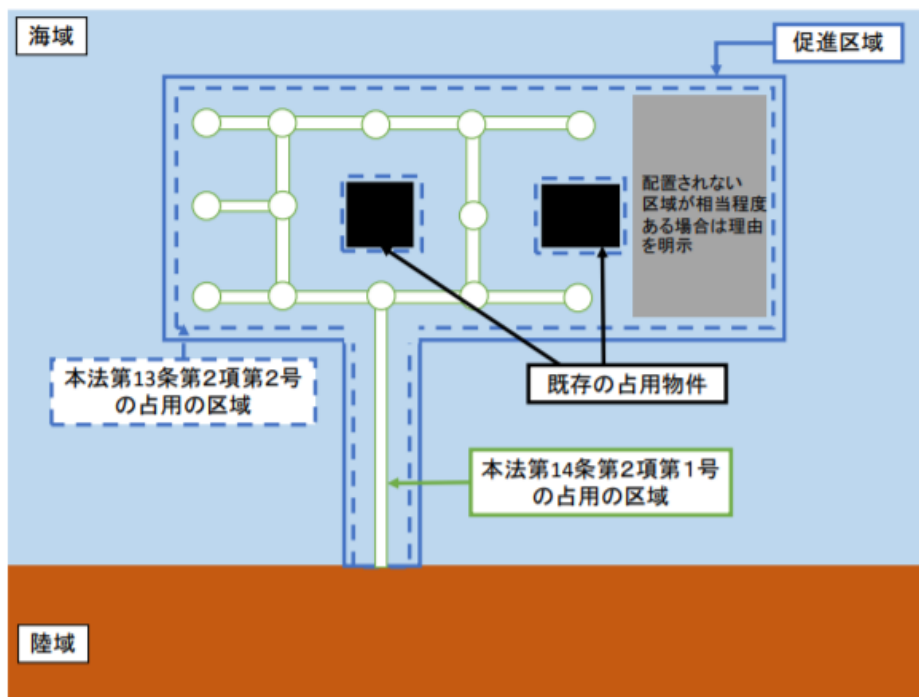 海域
促進区域
配置されない
区域が相当程度
ある場合は理由
を明示
本法第13条第2項第2号
の占用の区域
既存の占用物件
本法第14条第2項第1号
の占用の区域
陸域